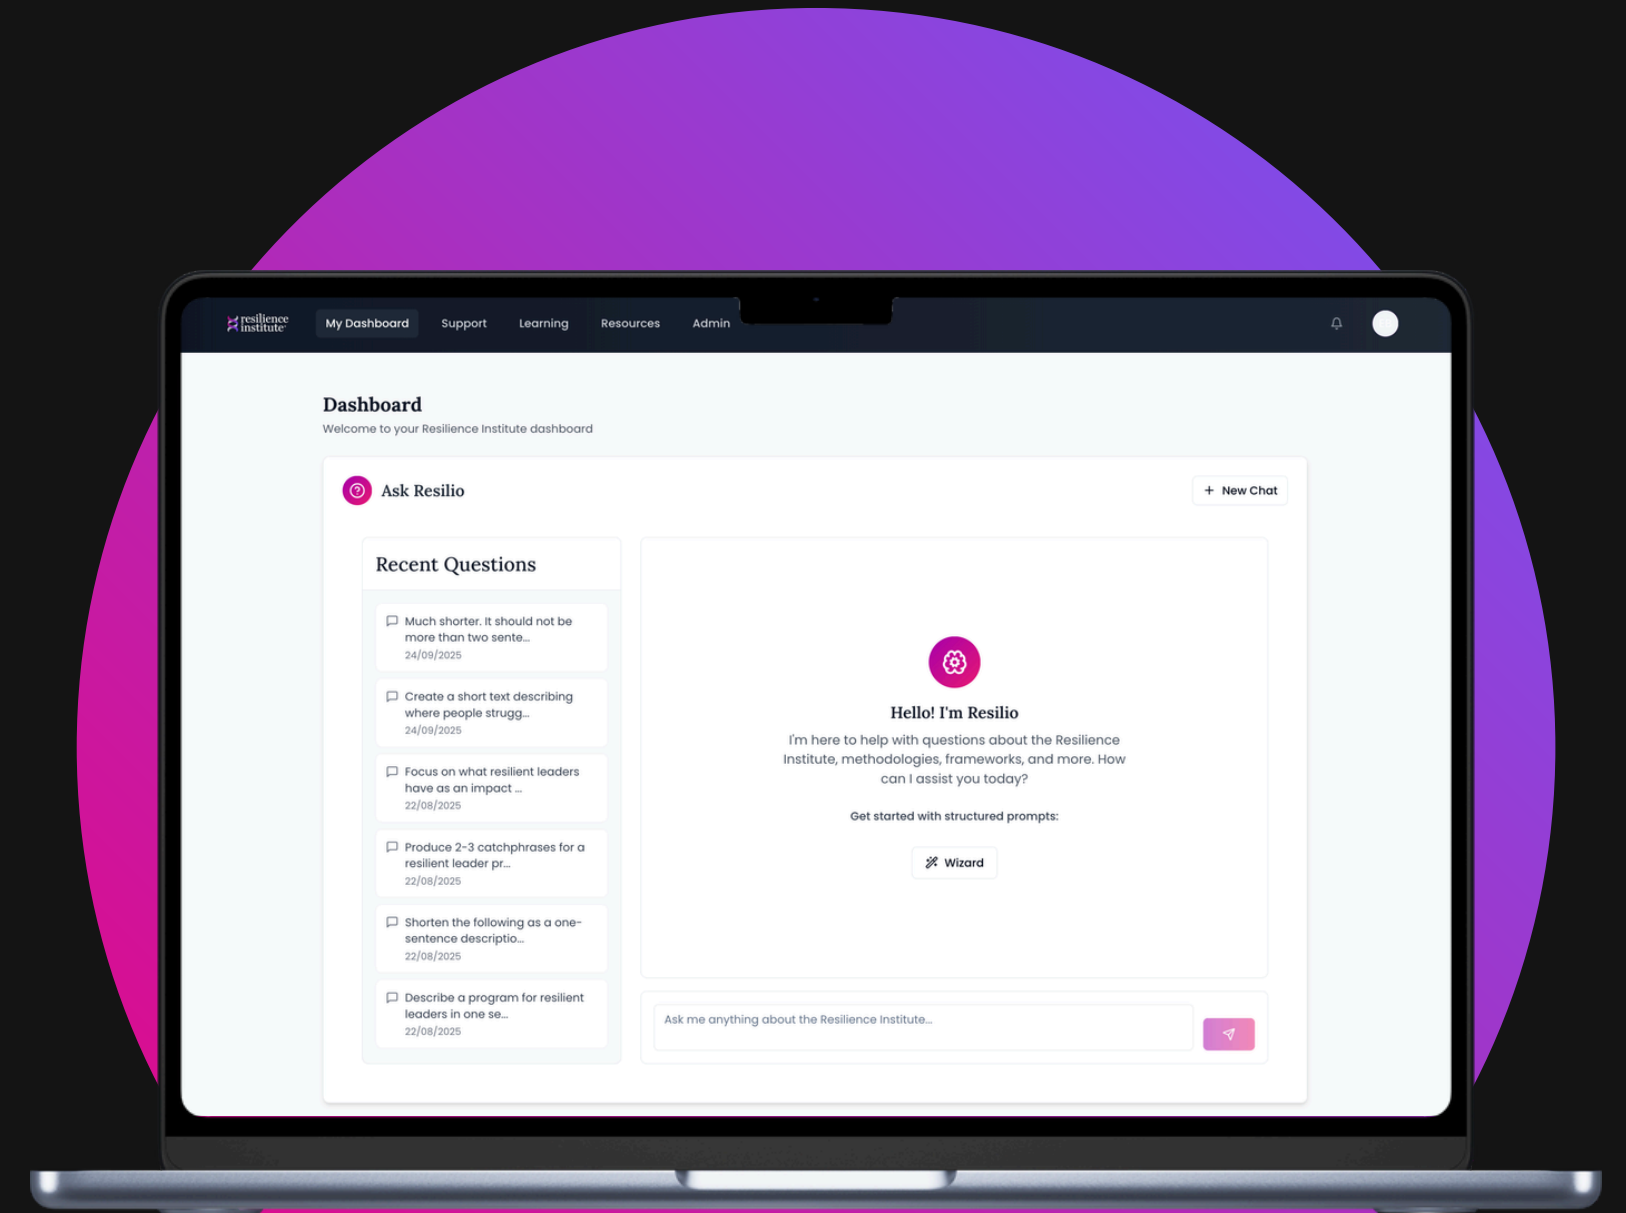 resilience
institute
My Dashboard
Support
Learning
Resources
Admin
Dashboard
Welcome to your Resilience Institute dashboard
Ask Resilio
+ New Chat
Recent Questions
Much shorter. It should not be
more than two sente...
24/09/2025
Create a short text describing
where people strugg...
24/09/2025
Focus on what resilient leaders
have as an impact ...
22/08/2025
Produce 2-3 catchphrases for a
resilient leader pr...
22/08/2025
Shorten the following as a one-
sentence descriptio...
22/08/2025
Describe a program for resilient
leaders in one se...
22/08/2025
Hello! I'm Resilio
I'm here to help with questions about the Resilience
Institute, methodologies, frameworks, and more. How
can I assist you today?
Get started with structured prompts:
Wizard
Ask me anything about the Resilience Institute...